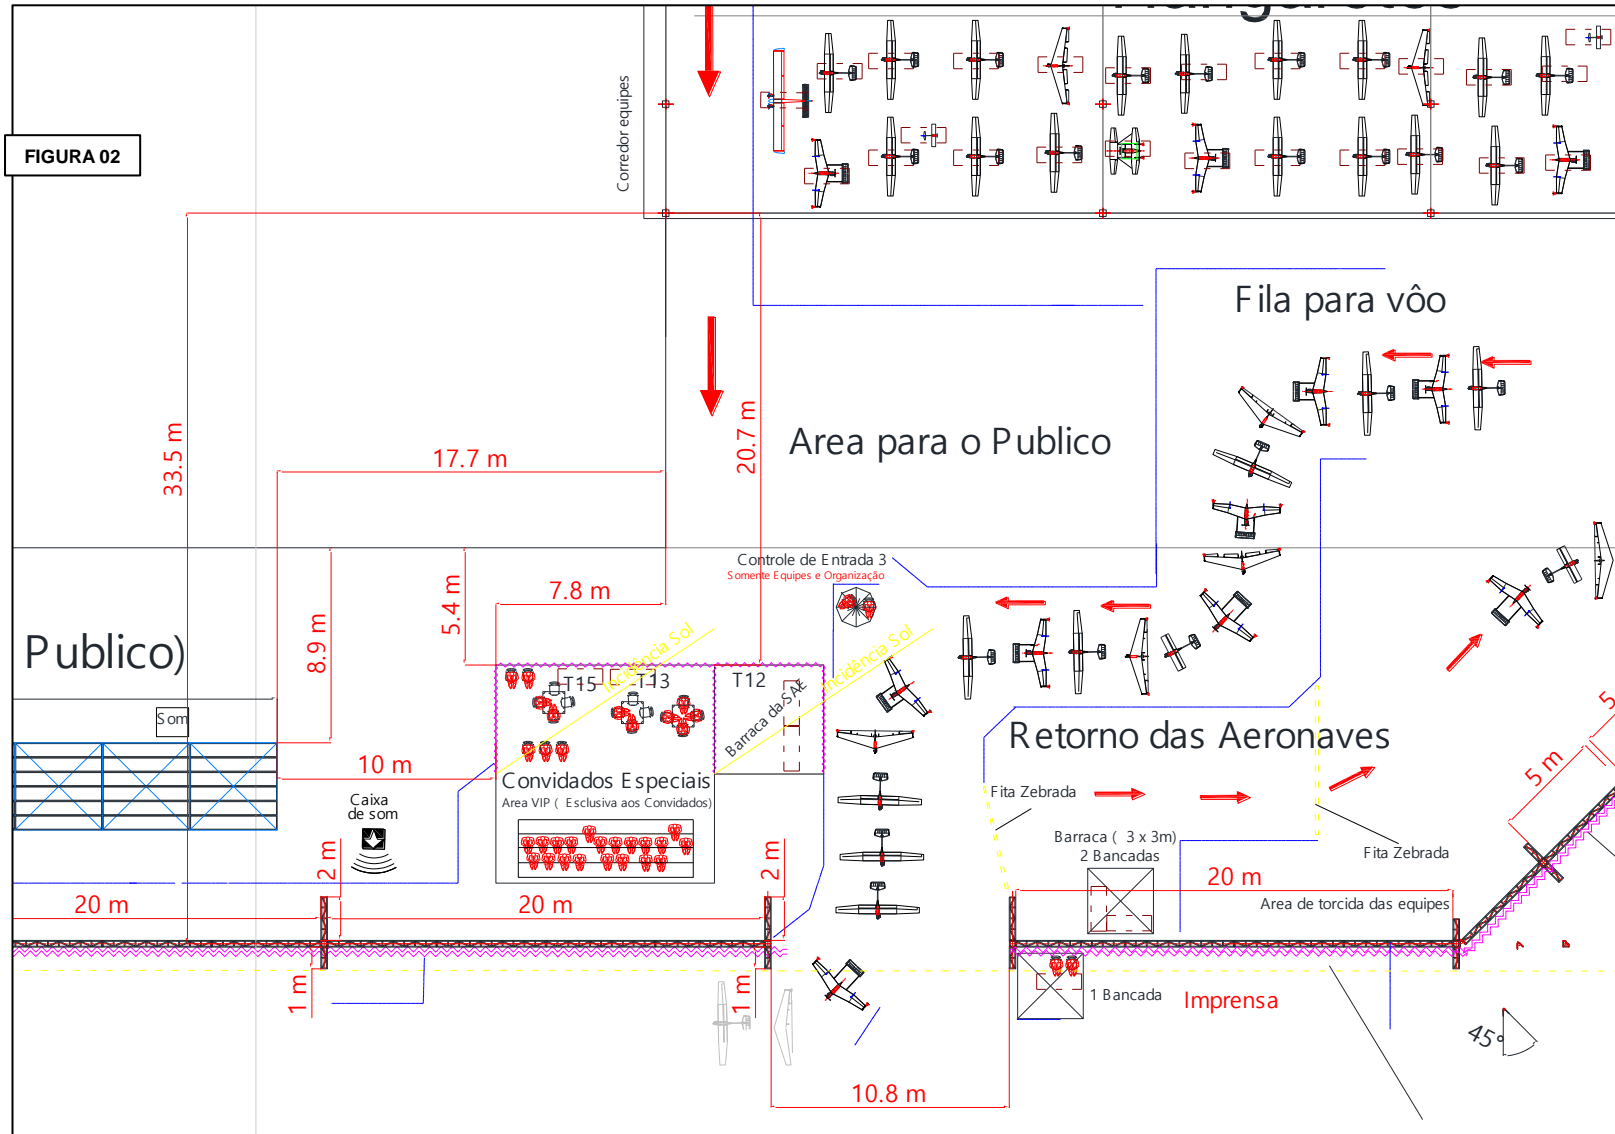 FIGURA 02
Corredor equipes
Fila para vôo
Area para o Publico
33.5 m
17.7 m
20.7 m
Controle de Entrada 3
Somente Equipes e Organização
7.8 m
5.4 m
8.9 m
Publico)
Incidência Sol
Incidência Sol
T15
T13
T12
Barraca da SAE
Som
10 m
Convidados Especiais
Area VIP ( Esclusiva aos Convidados)
Caixa
de som
Retorno das Aeronaves
Fita Zebrada
Barraca ( 3 x 3m)
2 Bancadas
Fita Zebrada
5 m
5
2 m
2 m
20 m
20 m
20 m
Area de torcida das equipes
1 m
1 m
1 Bancada
Imprensa
45°
10.8 m